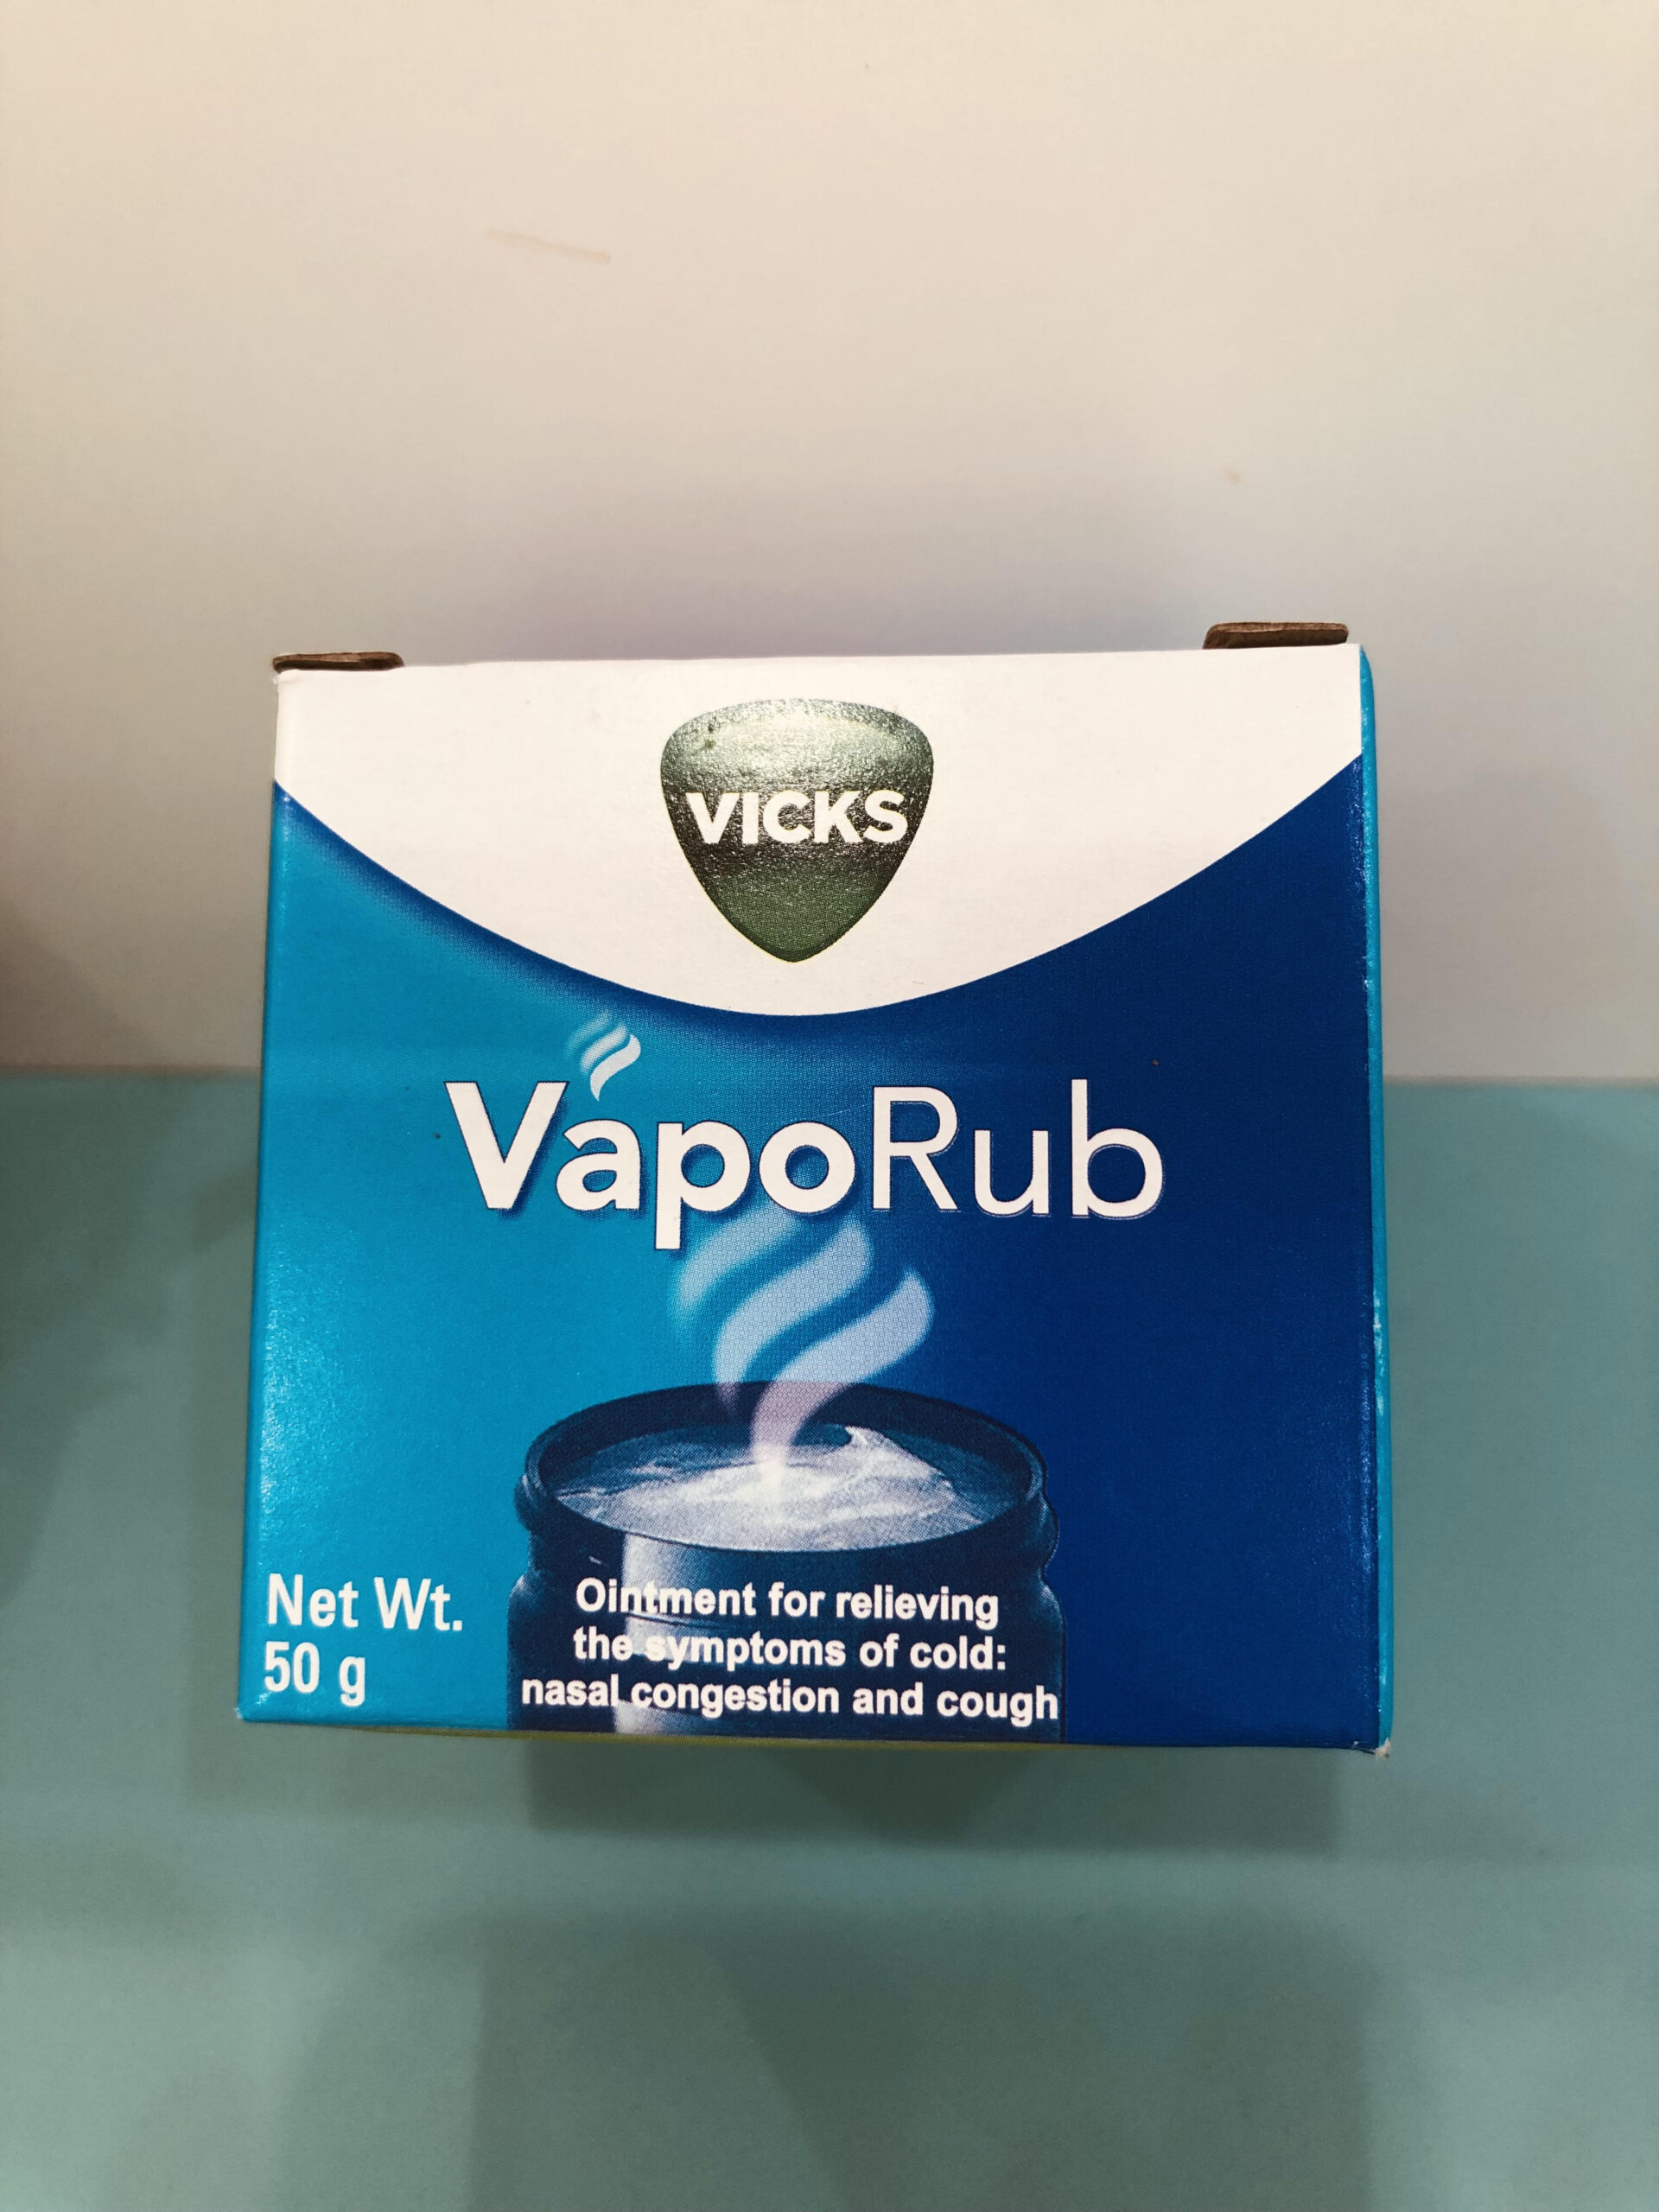 VICKS
VapoRub
Net Wt.
50 g
Ointment for relieving
the symptoms of cold:
nasal congestion and cough